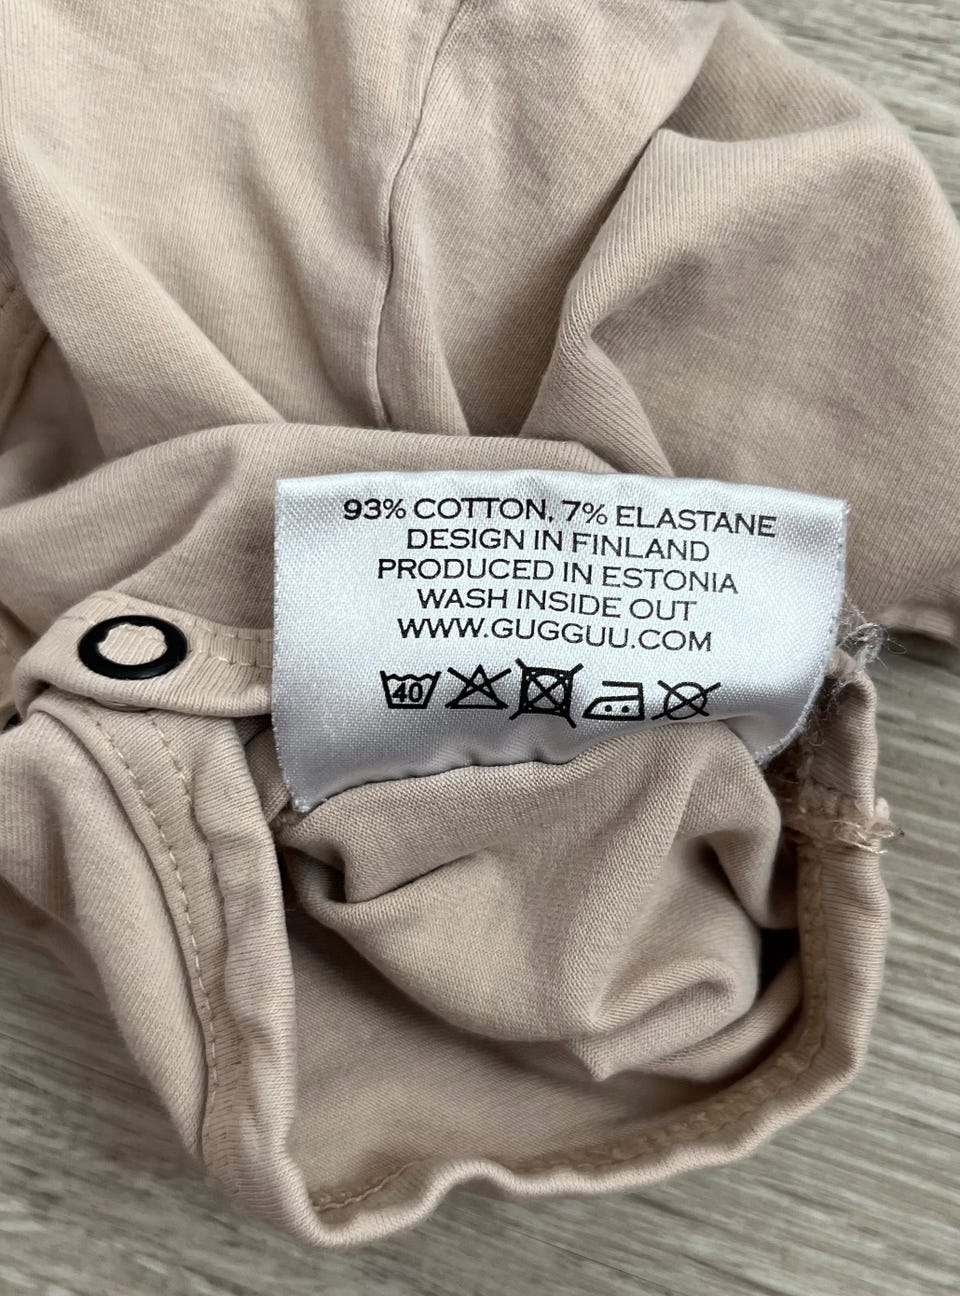 93% COTTON, 7% ELASTANE
DESIGN IN FINLAND
PRODUCED IN ESTONIA
WASH INSIDE OUT
WWW.GUGGUU.COM
40